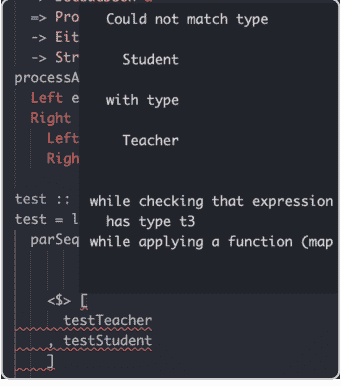 => Pro
-> Eit
-> Str
processA
Left e
Right
Left
Righ
Could not match type
Student
with type
Teacher
while checking that expression
has type t3
while applying a function (map
test ::
test = l
parSeq
<$> [
testTeacher
, testStudent
]